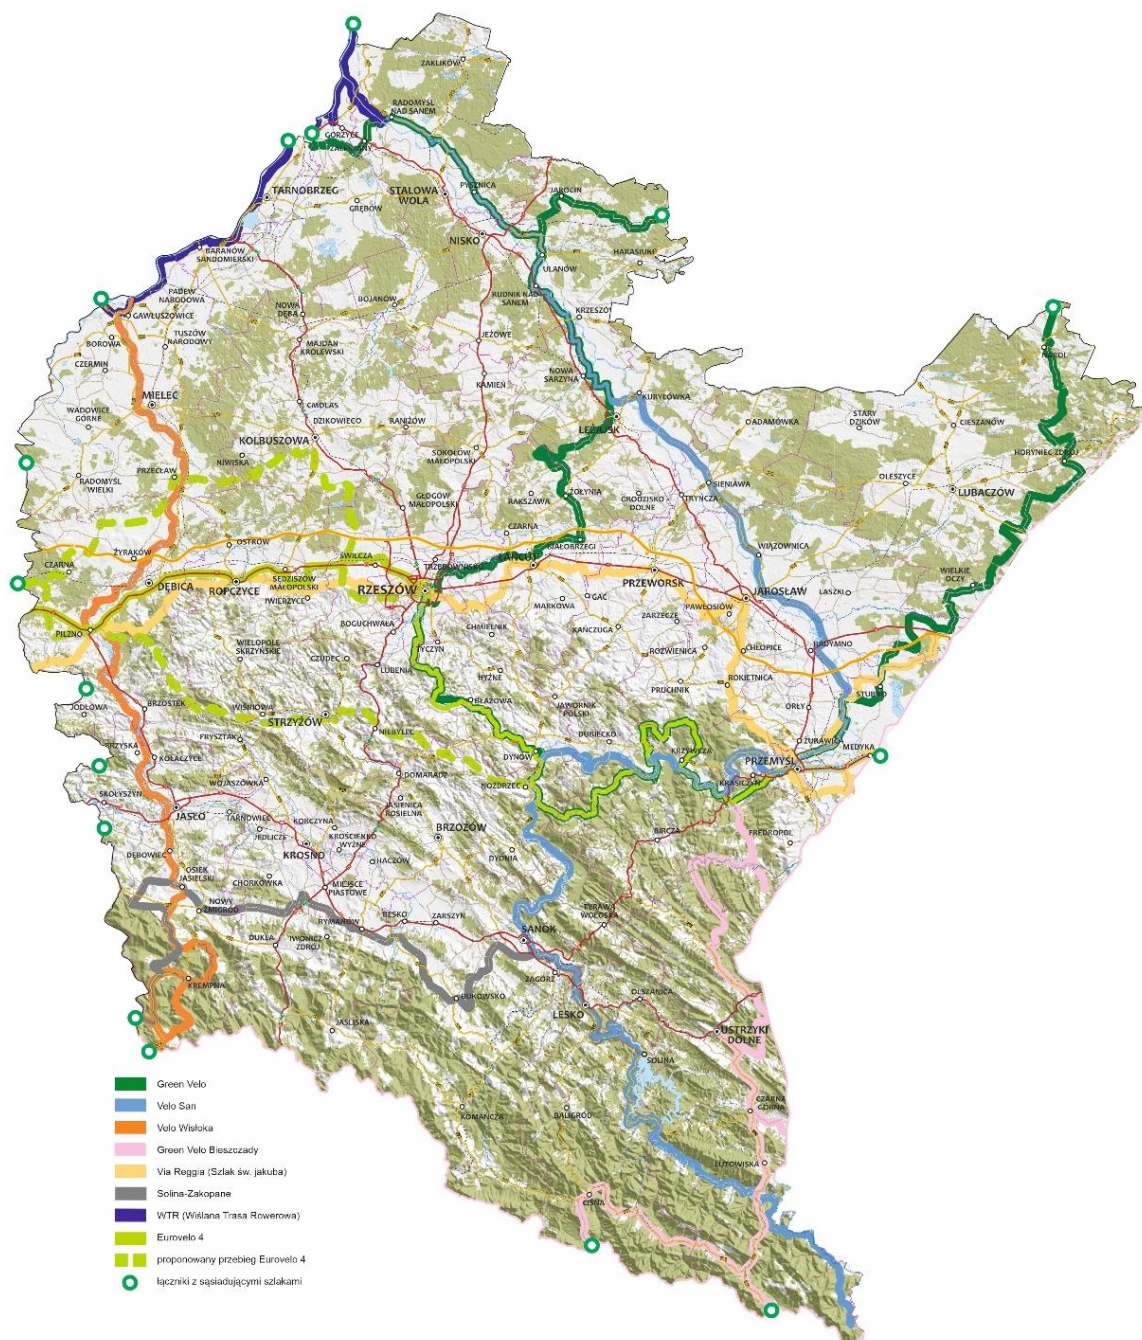 ZAKLIKÓW
RADOMYŚL
NAD SANEM
GORZYCE
ZALESZANY
TARNOBRZEG
STALOWA
WOLA
PYSZNICA
JAROCIN
GRĘBÓW
NISKO
HARASIUKI
BARANÓW
SANDOMIERSKI
ULANÓW
RUDNIK NAD
SANEM
PADEW
NARODOWA
NOWA
DĘBA
BOJANÓW
KRZESZÓW
GAWŁUSZOWICE
BOROWA
TUSZÓW
NARODOWY
MAJDAN
KRÓLEWSKI
JEŻOWE
NAROL
CZERMIN
KAMIEŃ
NOWA
SARZYNA
MIELEC
CMOLAS
KURYŁÓWKA
WADOWICE
GÓRNE
DZIKOWIEC
RANIŻÓW
LEŻAJSK
OADAMÓWKA
STARY
DZIKÓW
CIESZANÓW
KOLBUSZOWA
NIWISKA
SOKOŁÓW
MAŁOPOLSKI
HORYNIEC ZDRÓJ
PRZECŁAW
RADOMYŚL
WIELKI
GŁOGÓW
MAŁOPOLSKI
RAKSZAWA
ŻOŁYNIA
GRODZISKO
DOLNE
TRYŃCZA
SIENIAWA
OLESZYCE
LUBACZÓW
CZARNA
BIAŁOBRZEGI
WIĄZOWNICA
OSTRÓW
ŻYRAKÓW
CZARNA
ŚWILCZA
TRZEBOWNISKO
ŁAŃCUT
PRZEWORSK
WIELKIE
OCZY
DĘBICA
ROPCZYCE
SĘDZISZÓW
MAŁOPOLSKI
RZESZÓW
IWIERZYCE
MARKOWA
GAĆ
JAROSŁAW
LASZKI
PAWŁOSIÓW
ZARZECZE
BOGUCHWAŁA
CHMIELNIK
KAŃCZUGA
PILZNO
WIELOPOLE
SKRZYŃSKIE
CZUDEC
LUBENIA
TYCZYN
ROŹWIENICA
CHŁOPICE
RADYMNO
HYŻNE
PRUCHNIK
ROKIETNICA
STUBNO
JODŁOWA
BRZOSTEK
WIŚNIOWA
STRZYŻÓW
NIEBYLEC
BŁAŻOWA
JAWORNIK
POLSKI
ORŁY
FRYSZTAK
DUBIECKO
ŻURAWICA
MEDYKA
BRZYSKA
KOŁACZYCE
DYNÓW
KRZYWCZA
PRZEMYŚL
WOJASZÓWKA
DOMARADZ
NOZDRZEC
KRASICZYN
SKOŁYSZYN
JASŁO
TARNOWIEC
JEDLICZE
KORCZYNA
JASIENICA
ROSIELNA
BRZOZÓW
BIRCZA
FREDROPOL
KROŚCIENKO
WYŻNE
KROSNO
HACZÓW
DYDNIA
DĘBOWIEC
OSIEK
JASIELSKI
CHORKÓWKA
MIEJSCE
PIASTOWE
NOWY
ŻMIGRÓD
RYMANÓW
BESKO
ZARSZYN
TYRAWA
WOŁOSKA
DUKLA
IWONICZ
ZDRÓJ
SANOK
ZAGÓRZ
KREMPNA
BUKOWSKO
LESKO
OLSZANICA
JAŚLISKA
USTRZYKI
DOLNE
SOLINA
KOMAŃCZA
BALIGRÓD
CZARNA
GÓRNA
LUTOWISKA
CISNA
Green Velo
Velo San
Velo Wisłoka
Green Velo Bieszczady
Via Reggia (Szlak św. jakuba)
Solina-Zakopane
WTR (Wiślana Trasa Rowerowa)
Eurovelo 4
proponowany przebieg Eurovelo 4
łączniki z sąsiadującymi szlakami